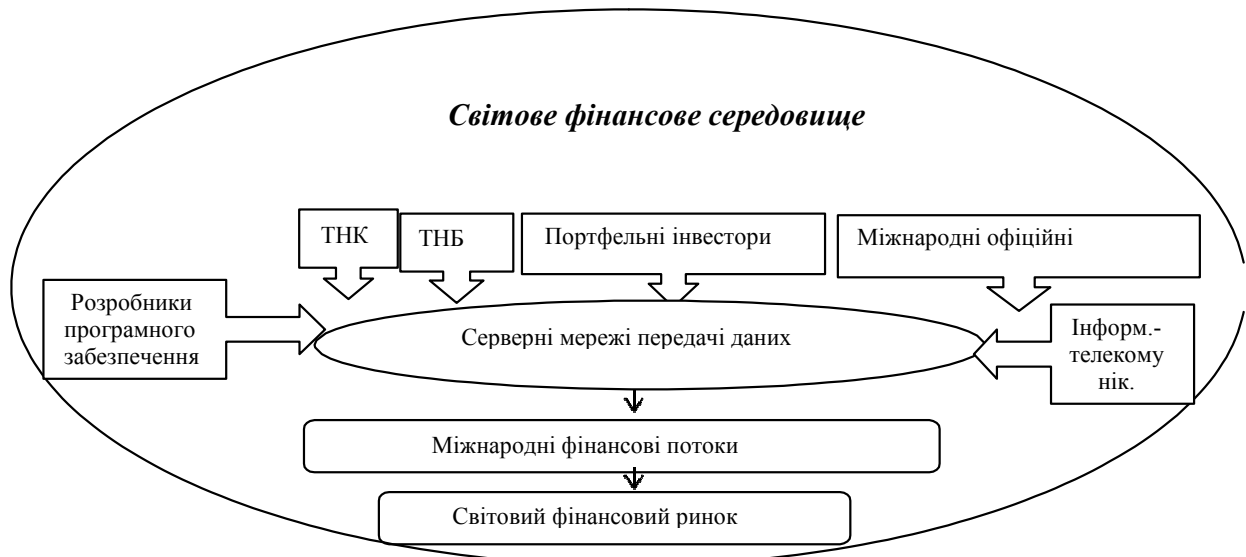 Світове фінансове середовище
ТНК
ТНБ
Портфельні інвестори
Міжнародні офіційні
Розробники
програмного
забезпечення
Серверні мережі передачі даних
Інформ.-
телекому
нік.
Міжнародні фінансові потоки
Світовий фінансовий ринок